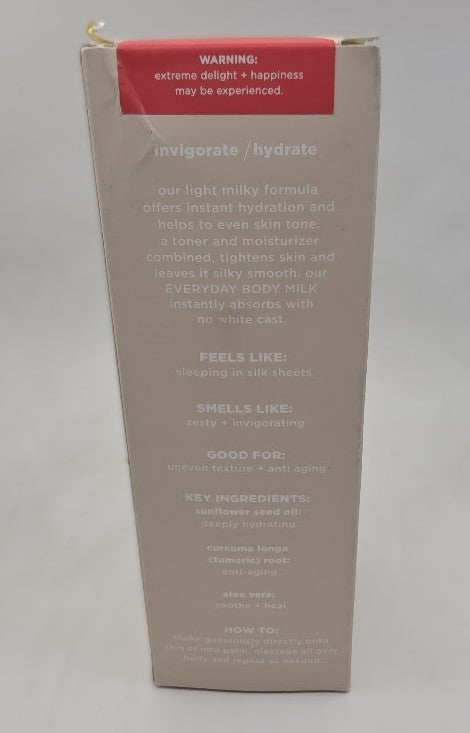 WARNING:
extreme delight + happiness
may be experienced.
invigorate / hydrate
our light milky formula
offers instant hydration and
helps to even skin tone.
a toner and moisturizer
combined, tightens skin and
leaves it silky smooth. our
EVERYDAY BODY MILK
instantly absorbs with
no white cast.
FEELS LIKE:
sleeping in silk sheets
SMELLS LIKE:
zesty + invigorating
GOOD FOR:
uneven texture + anti-aging
KEY INGREDIENTS:
sunflower seed oil:
deeply hydrating
curcuma longa
(tumeric) root:
anti-aging
aloe vera:
soothe + heal
HOW TO:
shake generously directly onto
skin or into palm. massage all over
body and repeat as needed.